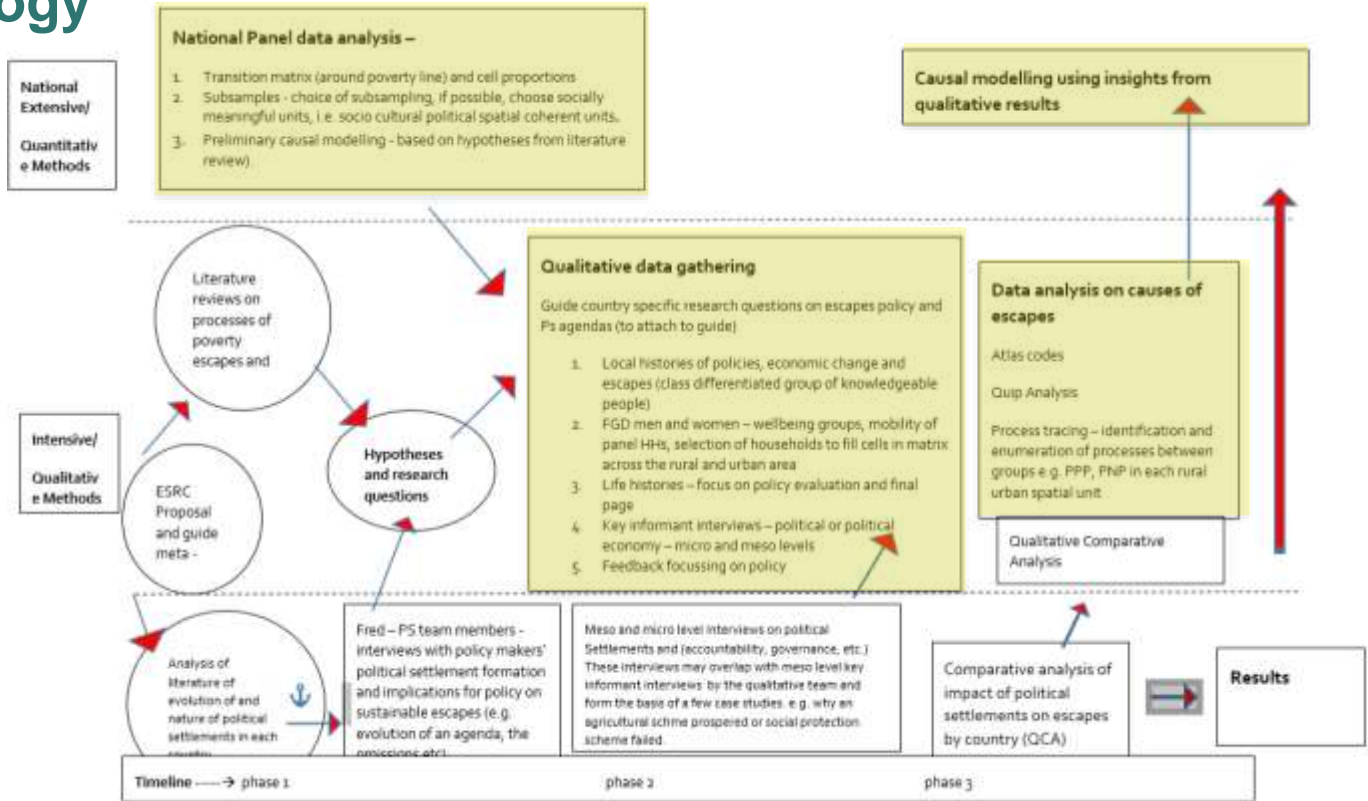 ogy
National Panel data analysis –
1. Transition matrix (around poverty line) and cell proportions
2. Subsamples - choice of subsampling, if possible, choose socially
meaningful units, i.e. socio cultural political spatial coherent units.
3. Preliminary causal modelling - based on hypotheses from literature
review)
National
Extensive/
Quantitativ
e Methods
Causal modelling using insights from
qualitative results
Literature
reviews on
processes of
poverty
escapes and
Hypotheses
and research
questions
Intensive/
Qualitativ
e Methods
ESRC
Proposal
and guide
meta -
Qualitative data gathering
Guide country specific research questions on escapes policy and
Ps agendas (to attach to guide)
1. Local histories of policies, economic change and
escapes (class differentiated group of knowledgeable
people)
2. FGD men and women – wellbeing groups, mobility of
panel HHs, selection of households to fill cells in matrix
across the rural and urban area
3. Life histories – focus on policy evaluation and final
page
4. Key informant interviews – political or political
economy – micro and meso levels
5. Feedback focussing on policy
Data analysis on causes of
escapes
Atlas codes
Quip Analysis
Process tracing – identification and
enumeration of processes between
groups e.g. PPP, PNP in each rural
urban spatial unit
Qualitative Comparative
Analysis
Analysis of
literature of
evolution of and
nature of political
settlements in each
country
Fred – PS team members -
interviews with policy makers'
political settlement formation
and implications for policy on
sustainable escapes (e.g.
evolution of an agenda, the
omissions etc)
Meso and micro level interviews on political
Settlements and (accountability, governance, etc.)
These interviews may overlap with meso level key
informant interviews by the qualitative team and
form the basis of a few case studies. e.g. why an
agricultural schme prospered or social protection
scheme failed.
Comparative analysis of
impact of political
settlements on escapes
by country (QCA)
Results
Timeline -----→ phase 1 phase 2 phase 3